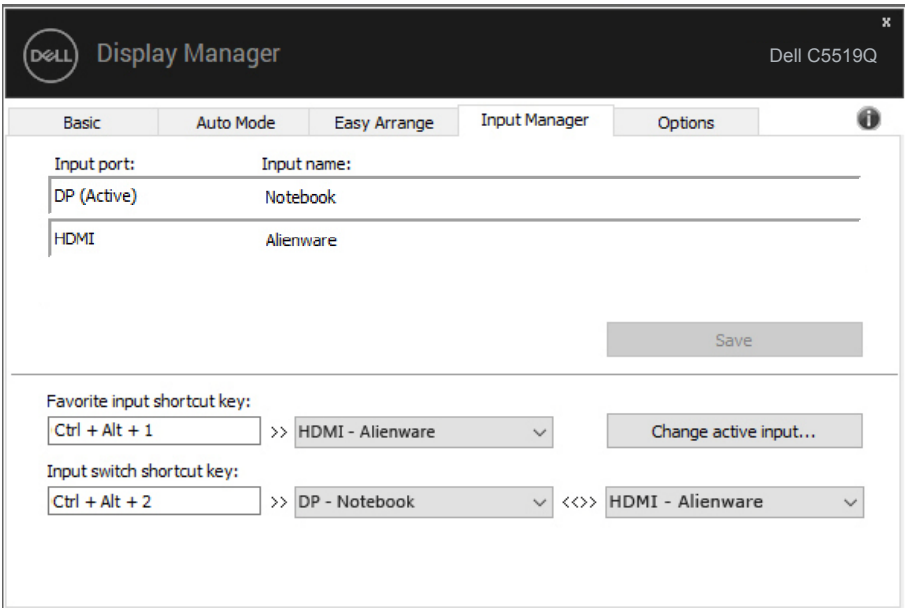 x
DELL Display Manager Dell C5519Q
Basic Auto Mode Easy Arrange Input Manager Options i
Input port: Input name:
DP (Active) Notebook
HDMI Alienware
Save
Favorite input shortcut key:
Ctrl + Alt + 1 >> HDMI - Alienware Change active input...
Input switch shortcut key:
Ctrl + Alt + 2 >> DP - Notebook <<>> HDMI - Alienware